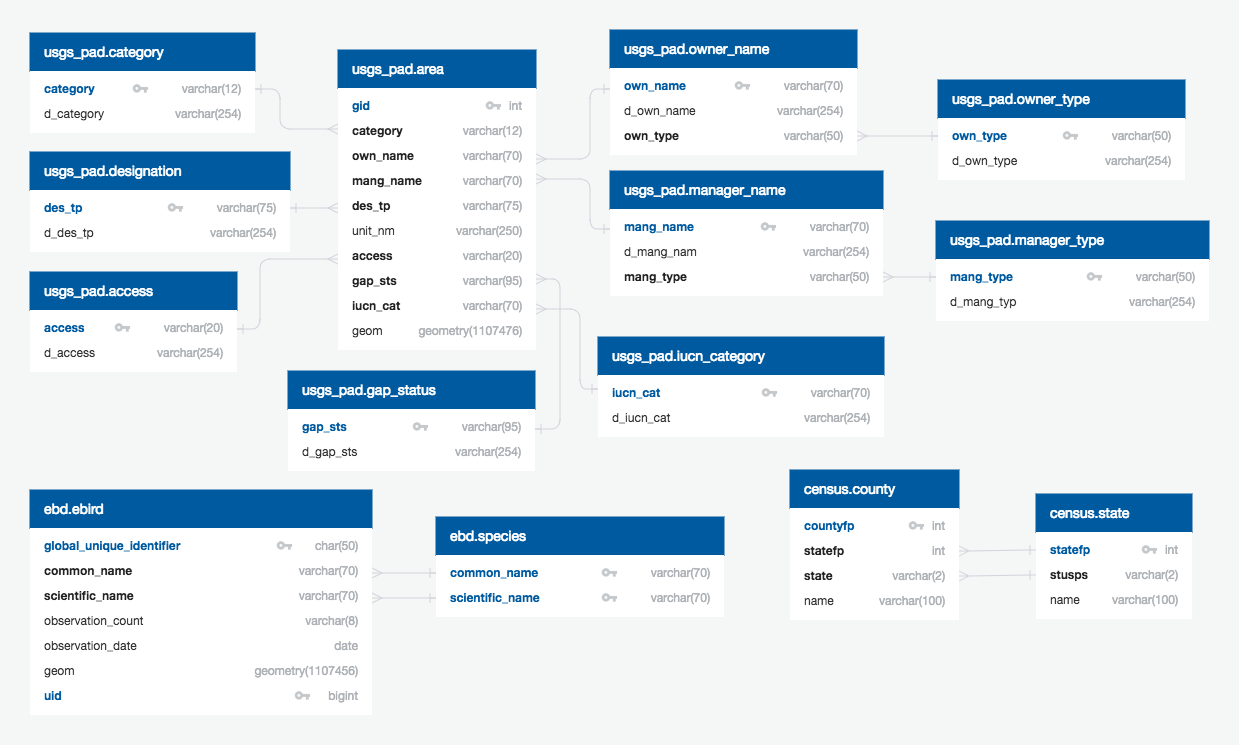 usgs_pad.category
category varchar(12)
d_category varchar(254)
usgs_pad.designation
des_tp varchar(75)
d_des_tp varchar(254)
usgs_pad.access
access varchar(20)
d_access varchar(254)
usgs_pad.area
gid int
category varchar(12)
own_name varchar(70)
mang_name varchar(70)
des_tp varchar(75)
unit_nm varchar(250)
access varchar(20)
gap_sts varchar(95)
iucn_cat varchar(70)
geom geometry(1107476)
usgs_pad.gap_status
gap_sts varchar(95)
d_gap_sts varchar(254)
usgs_pad.owner_name
own_name varchar(70)
d_own_name varchar(254)
own_type varchar(50)
usgs_pad.owner_type
own_type varchar(50)
d_own_type varchar(254)
usgs_pad.manager_name
mang_name varchar(70)
d_mang_nam varchar(254)
mang_type varchar(50)
usgs_pad.manager_type
mang_type varchar(50)
d_mang_typ varchar(254)
usgs_pad.iucn_category
iucn_cat varchar(70)
d_iucn_cat varchar(254)
ebd.ebird
global_unique_identifier char(50)
common_name varchar(70)
scientific_name varchar(70)
observation_count varchar(8)
observation_date date
geom geometry(1107456)
uid bigint
ebd.species
common_name varchar(70)
scientific_name varchar(70)
census.county
countyfp int
statefp int
state varchar(2)
name varchar(100)
census.state
statefp int
stusps varchar(2)
name varchar(100)